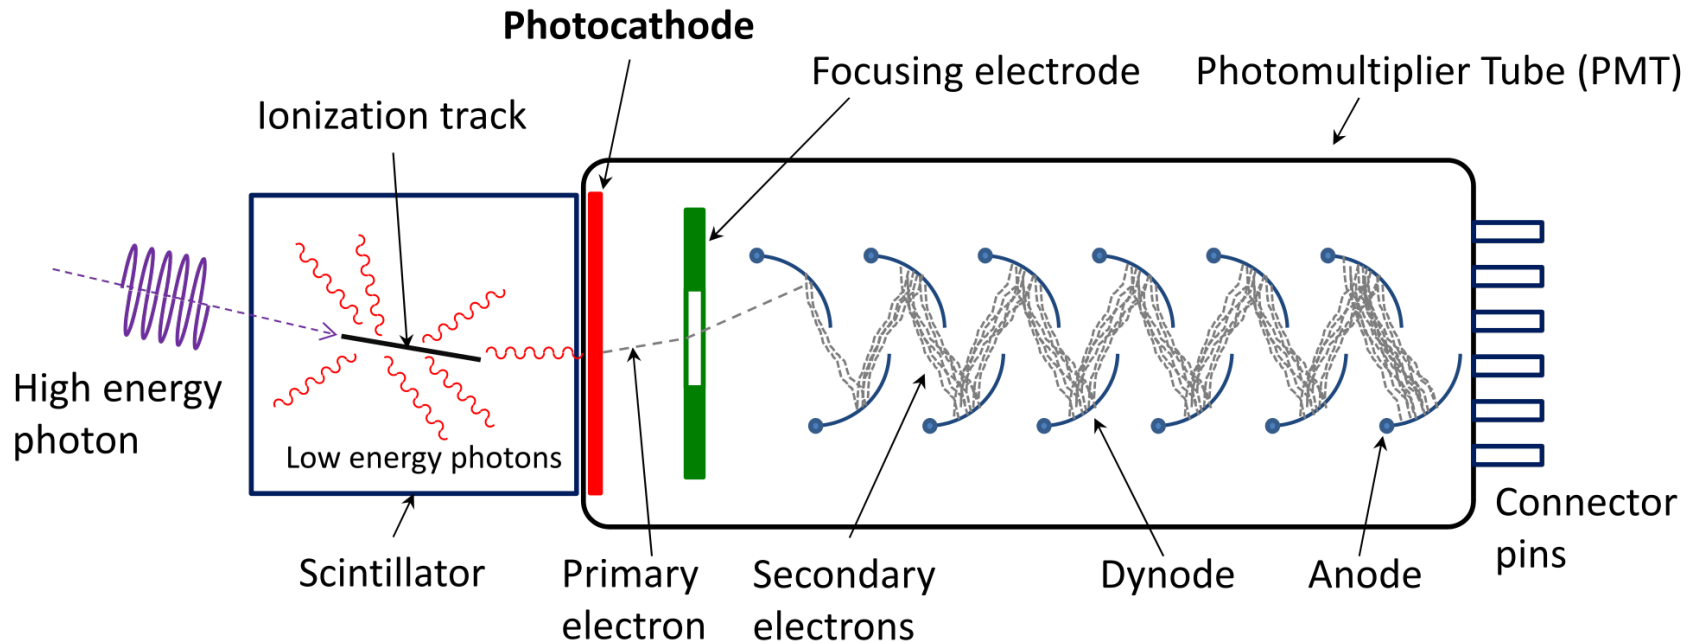 Photocathode
Focusing electrode
Photomultiplier Tube (PMT)
Ionization track
High energy
photon
Low energy photons
Scintillator
Primary
electron
Secondary
electrons
Dynode
Anode
Connector
pins